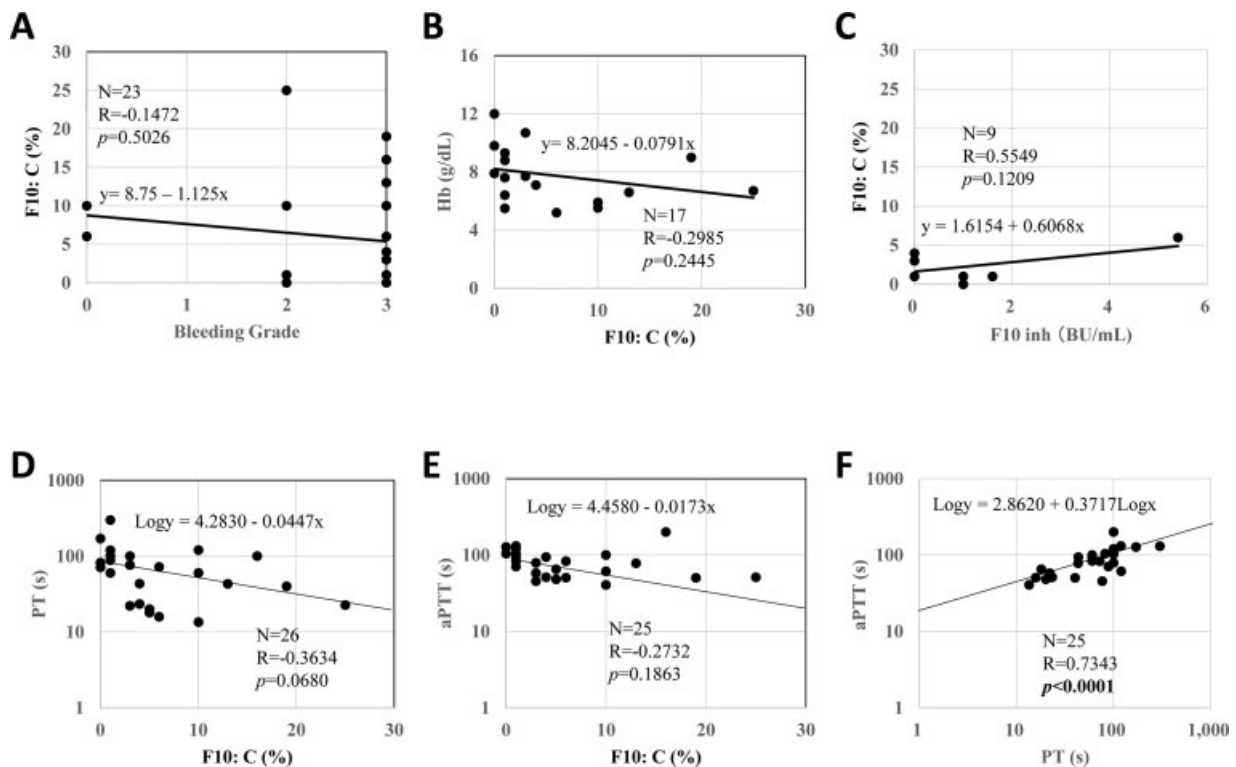 A
30
25
20
15
10
5
0
F10: C (%)
N=23
R=-0.1472
p=0.5026
y= 8.75 – 1.125x
0
1
2
3
Bleeding Grade
B
16
12
8
4
0
Hb (g/dL)
y= 8.2045 - 0.0791x
N=17
R=-0.2985
p=0.2445
0
10
20
30
F10: C (%)
C
30
25
20
15
10
5
0
F10: C (%)
N=9
R=0.5549
p=0.1209
y = 1.6154 + 0.6068x
0
2
4
6
F10 inh (BU/mL)
D
1000
100
10
1
PT (s)
Logy = 4.2830 - 0.0447x
N=26
R=-0.3634
p=0.0680
0
10
20
30
F10: C (%)
E
1000
100
10
1
aPTT (s)
Logy = 4.4580 - 0.0173x
N=25
R=-0.2732
p=0.1863
0
10
20
30
F10: C (%)
F
1000
100
10
1
aPTT (s)
Logy = 2.8620 + 0.3717Logx
N=25
R=0.7343
p<0.0001
1
10
100
1,000
PT (s)